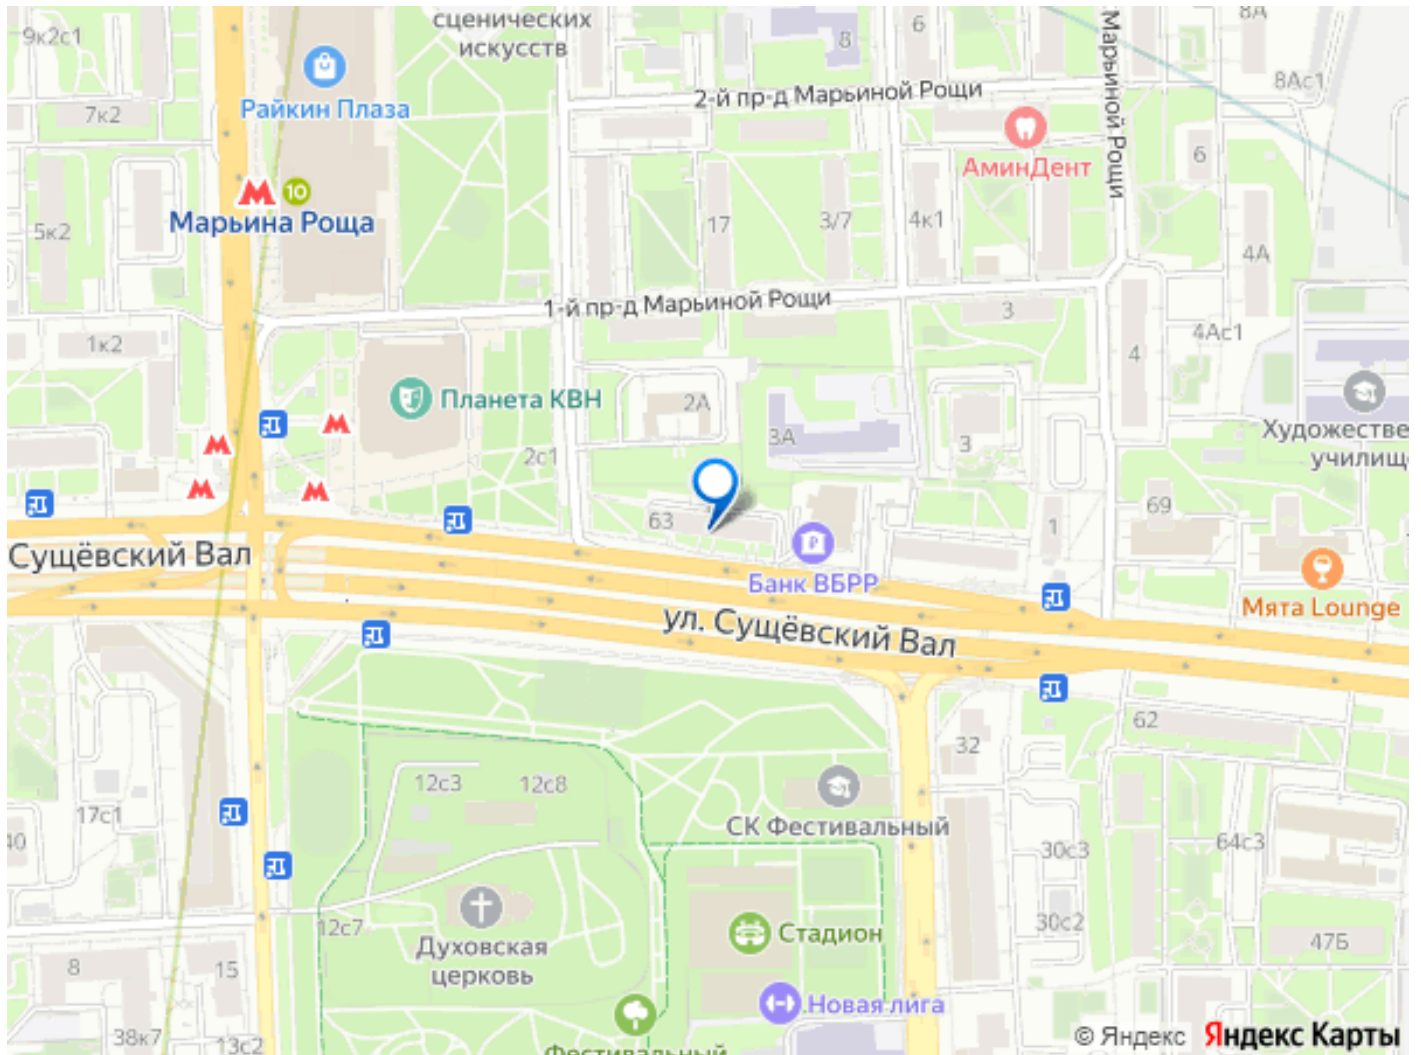 сценических
искусств
9к2с1
8
6
8А
8Ас1
Райкин Плаза
7к2
2-й пр-д Марьиной Рощи
Марьиной Рощи
АминДент
6
10
Марьина Роща
5к2
17
3/7
4к1
4А
1-й пр-д Марьиной Рощи
3
4Ас1
1к2
4
Планета КВН
2А
3А
3
2с1
Художестве
училищ
63
69
1
Сущёвский Вал
Банк ВБРР
Мята Lounge
ул. Сущёвский Вал
62
32
12с3
12с8
17с1
СК Фестивальный
40
30с3
64с3
12с7
30с2
Духовская
церковь
Стадион
47Б
8
15
Новая лига
38к7
13с2
Фестивальный
© Яндекс Яндекс Карты